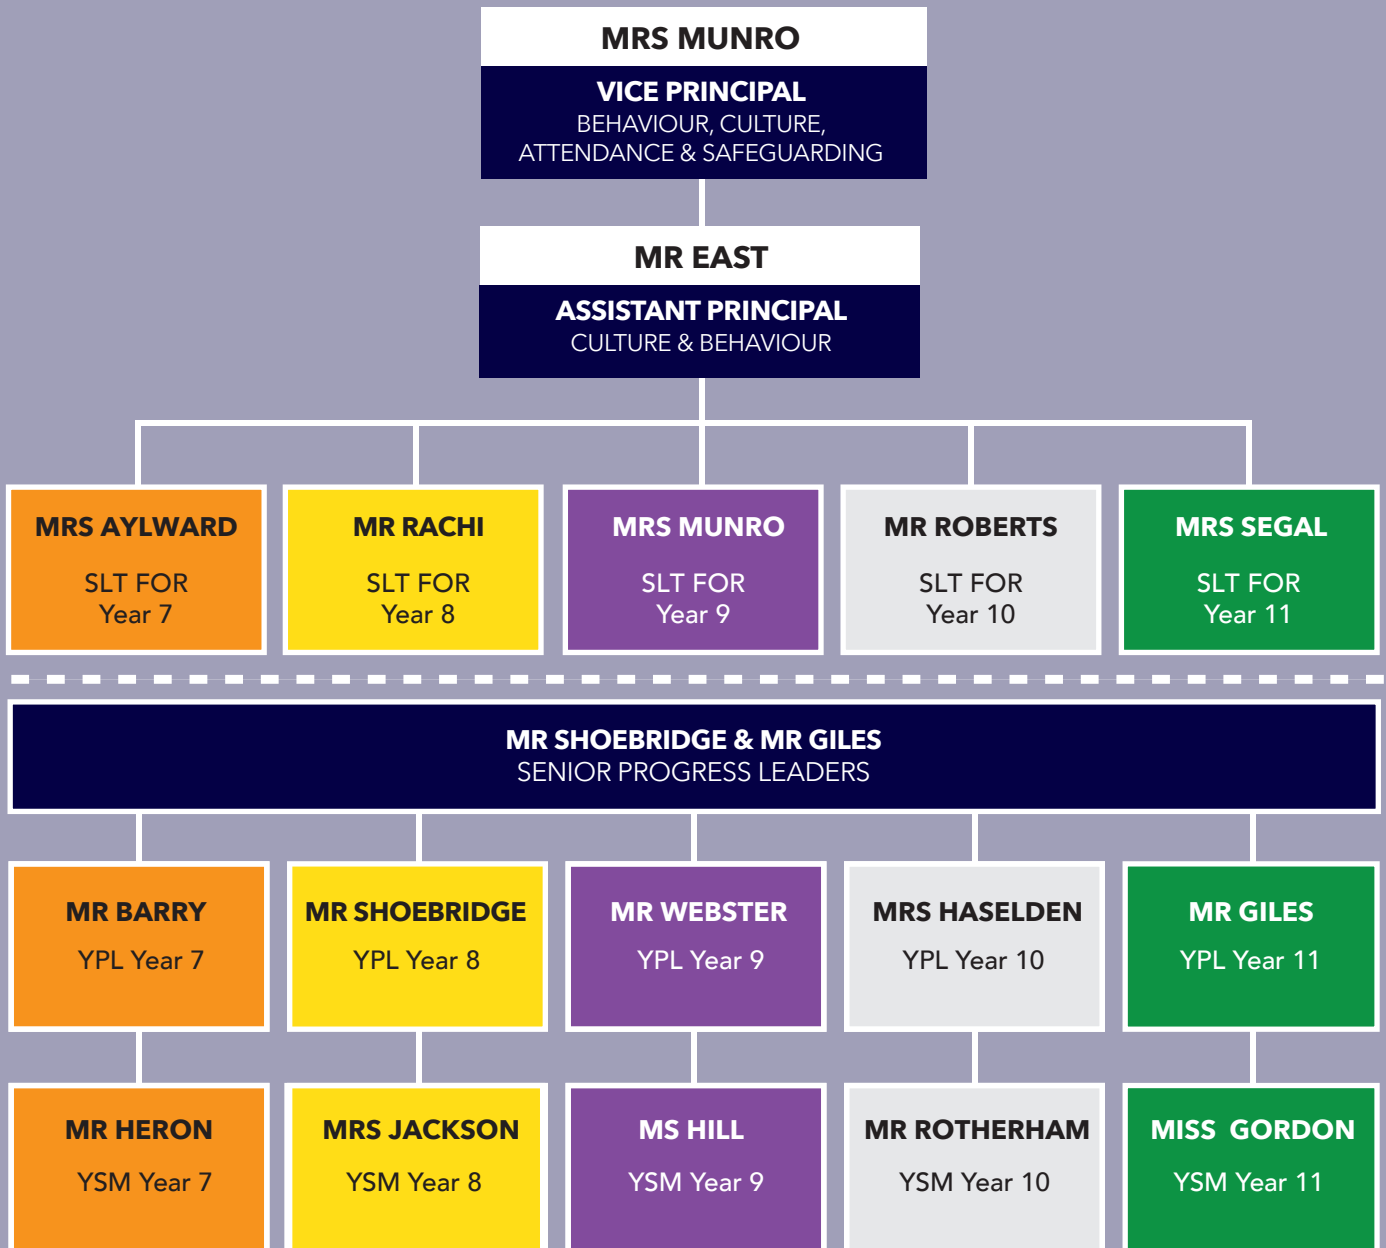 MRS MUNRO
VICE PRINCIPAL
BEHAVIOUR, CULTURE,
ATTENDANCE & SAFEGUARDING
MR EAST
ASSISTANT PRINCIPAL
CULTURE & BEHAVIOUR
MRS AYLWARD
SLT FOR
Year 7
MR RACHI
SLT FOR
Year 8
MRS MUNRO
SLT FOR
Year 9
MR ROBERTS
SLT FOR
Year 10
MRS SEGAL
SLT FOR
Year 11
MR SHOEBRIDGE & MR GILES
SENIOR PROGRESS LEADERS
MR BARRY
YPL Year 7
MR SHOEBRIDGE
YPL Year 8
MR WEBSTER
YPL Year 9
MRS HASELDEN
YPL Year 10
MR GILES
YPL Year 11
MR HERON
YSM Year 7
MRS JACKSON
YSM Year 8
MS HILL
YSM Year 9
MR ROTHERHAM
YSM Year 10
MISS GORDON
YSM Year 11